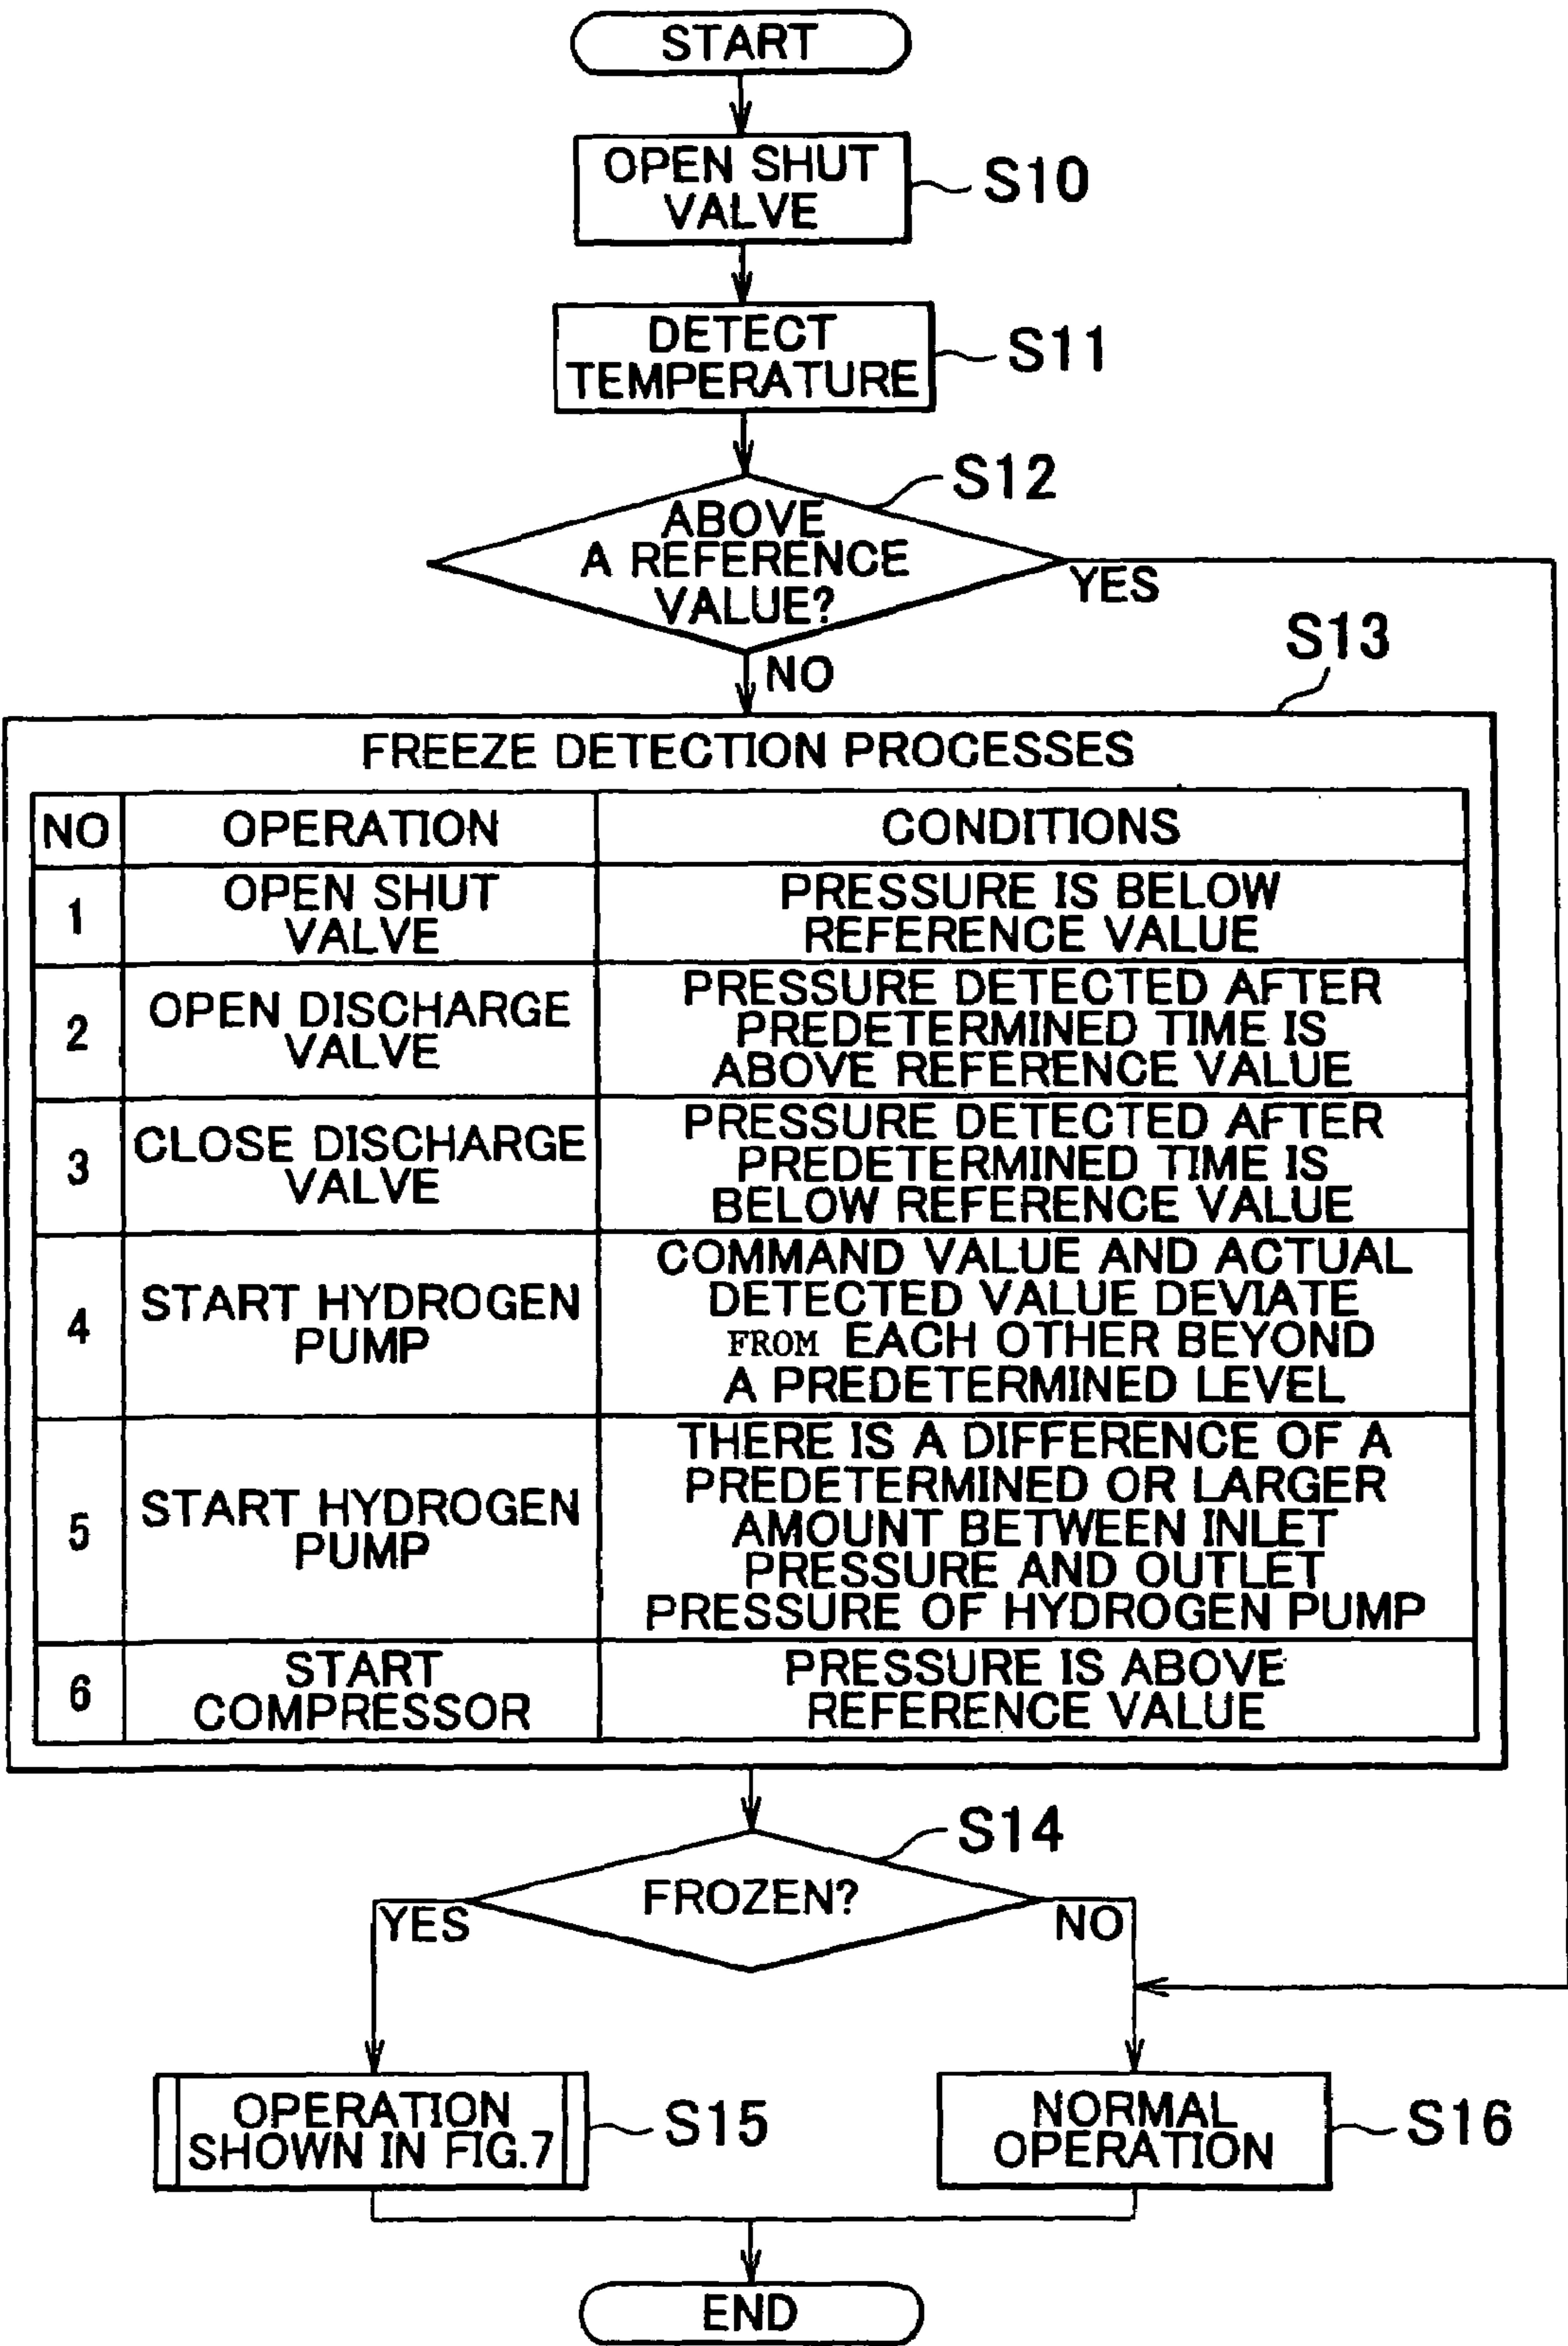 START
OPEN SHUT
VALVE
S10
DETECT
TEMPERATURE
S11
S12
ABOVE
A REFERENCE
VALUE?
YES
NO
S13
FREEZE DETECTION PROCESSES
NO OPERATION CONDITIONS
1
OPEN SHUT
VALVE
PRESSURE IS BELOW
REFERENCE VALUE
2
OPEN DISCHARGE
VALVE
PRESSURE DETECTED AFTER
PREDETERMINED TIME IS
ABOVE REFERENCE VALUE
3
CLOSE DISCHARGE
VALVE
PRESSURE DETECTED AFTER
PREDETERMINED TIME IS
BELOW REFERENCE VALUE
4
START HYDROGEN
PUMP
COMMAND VALUE AND ACTUAL
DETECTED VALUE DEVIATE
FROM EACH OTHER BEYOND
A PREDETERMINED LEVEL
5
START HYDROGEN
PUMP
THERE IS A DIFFERENCE OF A
PREDETERMINED OR LARGER
AMOUNT BETWEEN INLET
PRESSURE AND OUTLET
PRESSURE OF HYDROGEN PUMP
6
START
COMPRESSOR
PRESSURE IS ABOVE
REFERENCE VALUE
S14
FROZEN?
YES
NO
OPERATION
SHOWN IN FIG.7
S15
NORMAL
OPERATION
S16
END